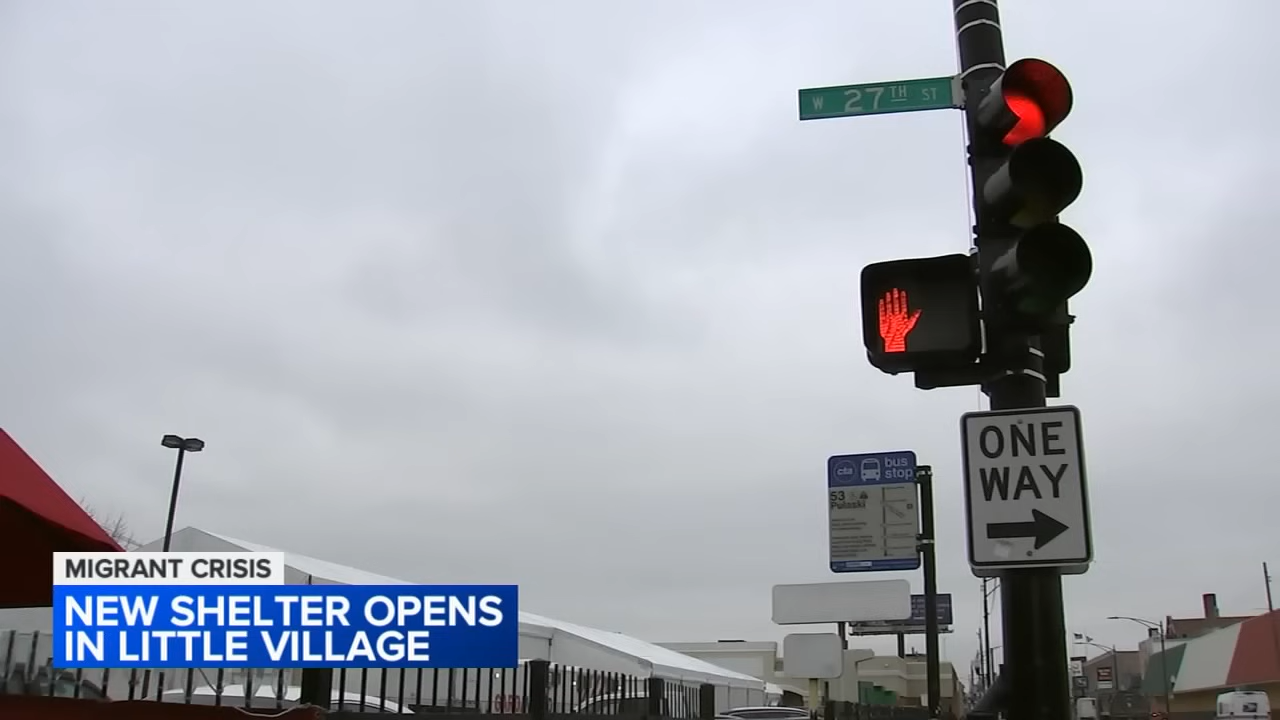 W 27TH ST
ONE
WAY
cta bus
stop
53
Pulaski
MIGRANT CRISIS
NEW SHELTER OPENS
IN LITTLE VILLAGE